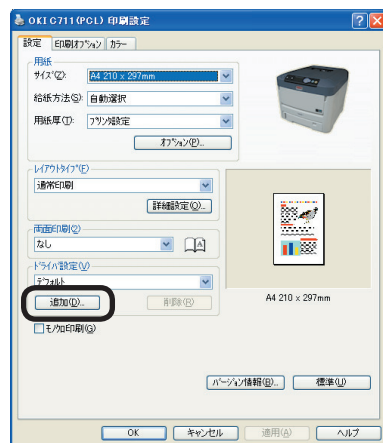 OKI C711(PCL) 印刷設定
設定 印刷ｵﾌﾟｼｮﾝ ｶﾗｰ
用紙
ｻｲｽﾞ(Z): A4 210 x 297mm
給紙方法(S): 自動選択
用紙厚(T): ﾌﾟﾘﾝﾀ設定
ｵﾌﾟｼｮﾝ(P)...
ﾚｲｱｳﾄﾀｲﾌﾟ(F)
通常印刷
詳細設定(Q)...
両面印刷(2)
なし
A
ﾄﾞﾗｲﾊﾞ設定(V)
ﾃﾞﾌｫﾙﾄ
追加(D)... 削除(R)
A4 210 x 297mm
ﾓﾉｸﾛ印刷(G)
ﾊﾞｰｼﾞｮﾝ情報(B)... 標準(U)
OK キャンセル 適用(A) ヘルプ